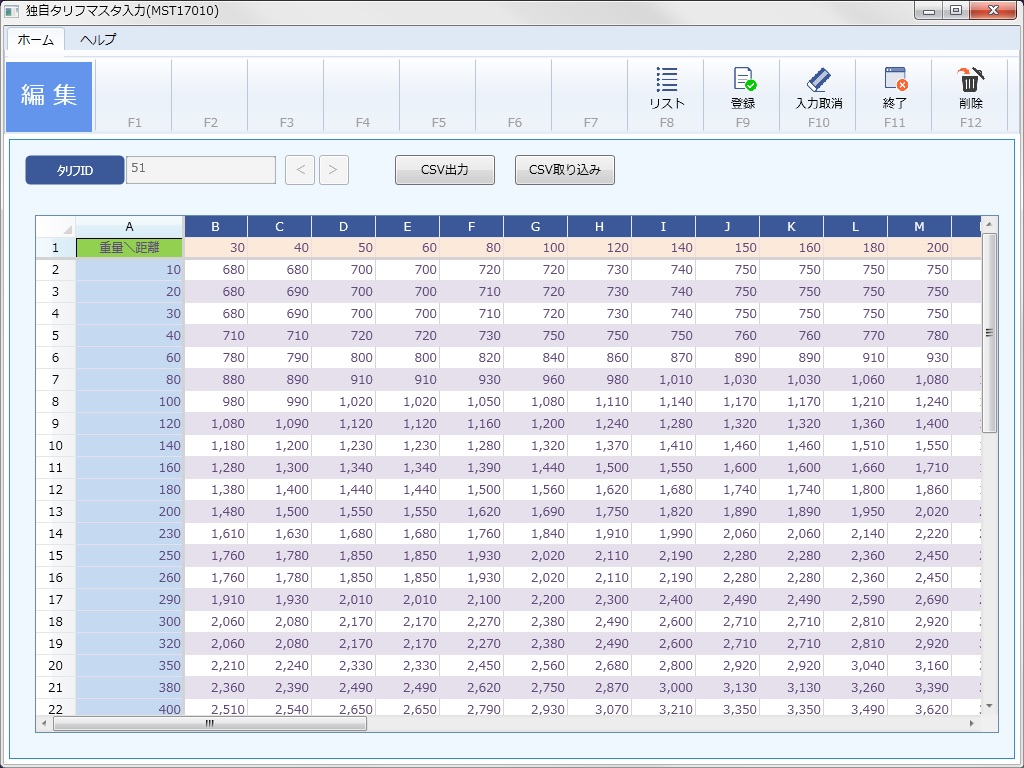 独自タリフマスタ入力(MST17010)
ホーム ヘルプ
編集
リスト 登録 入力取消 終了 削除
F1 F2 F3 F4 F5 F6 F7 F8 F9 F10 F11 F12
タリフID 51 < > CSV出力 CSV取り込み
A B C D E F G H I J K L M
1 重量＼距離 30 40 50 60 80 100 120 140 150 160 180 200
2 10 680 680 700 700 720 720 730 740 750 750 750 750
3 20 680 690 700 700 710 720 730 740 750 750 750 750
4 30 680 690 700 700 710 720 730 740 750 750 750 750
5 40 710 710 720 720 730 750 750 750 760 760 770 780
6 60 780 790 800 800 820 840 860 870 890 890 910 930
7 80 880 890 910 910 930 960 980 1,010 1,030 1,030 1,060 1,080
8 100 980 990 1,020 1,020 1,050 1,080 1,110 1,140 1,170 1,170 1,210 1,240
9 120 1,080 1,090 1,120 1,120 1,160 1,200 1,240 1,280 1,320 1,320 1,360 1,400
10 140 1,180 1,200 1,230 1,230 1,280 1,320 1,370 1,410 1,460 1,460 1,510 1,550
11 160 1,280 1,300 1,340 1,340 1,390 1,440 1,500 1,550 1,600 1,600 1,660 1,710
12 180 1,380 1,400 1,440 1,440 1,500 1,560 1,620 1,680 1,740 1,740 1,800 1,860
13 200 1,480 1,500 1,550 1,550 1,620 1,690 1,750 1,820 1,890 1,890 1,950 2,020
14 230 1,610 1,630 1,680 1,680 1,760 1,840 1,910 1,990 2,060 2,060 2,140 2,220
15 250 1,760 1,780 1,850 1,850 1,930 2,020 2,110 2,190 2,280 2,280 2,360 2,450
16 260 1,760 1,780 1,850 1,850 1,930 2,020 2,110 2,190 2,280 2,280 2,360 2,450
17 290 1,910 1,930 2,010 2,010 2,100 2,200 2,300 2,400 2,490 2,490 2,590 2,690
18 300 2,060 2,080 2,170 2,170 2,270 2,380 2,490 2,600 2,710 2,710 2,810 2,920
19 320 2,060 2,080 2,170 2,170 2,270 2,380 2,490 2,600 2,710 2,710 2,810 2,920
20 350 2,210 2,240 2,330 2,330 2,450 2,560 2,680 2,800 2,920 2,920 3,040 3,160
21 380 2,360 2,390 2,490 2,490 2,620 2,750 2,870 3,000 3,130 3,130 3,260 3,390
22 400 2,510 2,540 2,650 2,650 2,790 2,930 3,070 3,210 3,350 3,350 3,490 3,620